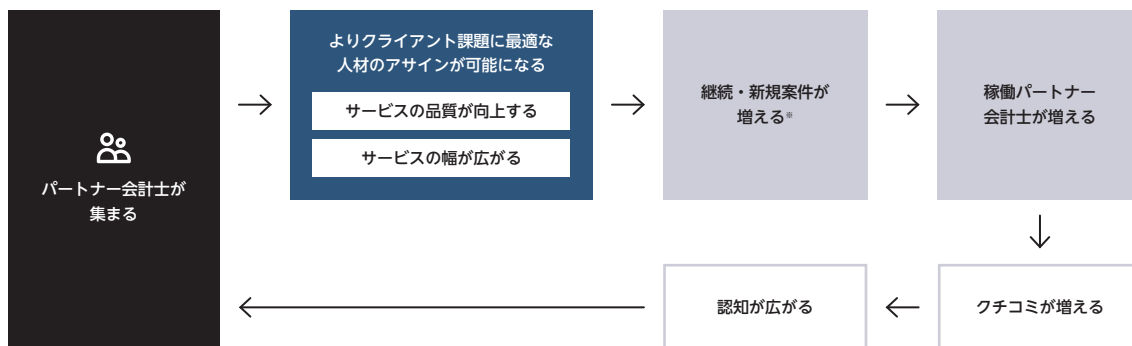 パートナー会計士が
集まる
よりクライアント課題に最適な
人材のアサインが可能になる
サービスの品質が向上する
サービスの幅が広がる
継続・新規案件が
増える※
稼働パートナー
会計士が増える
クチコミが増える
認知が広がる